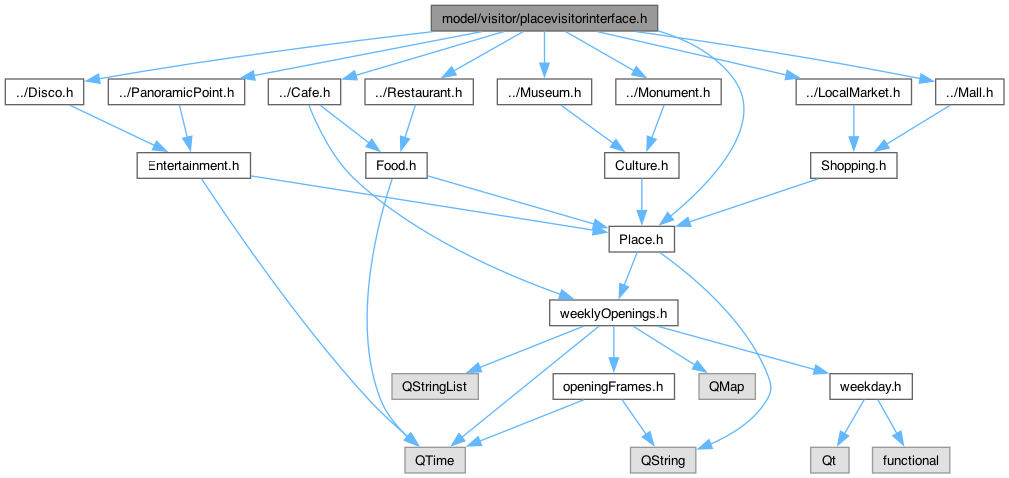 model/visitor/placevisitorinterface.h
../Disco.h
../PanoramicPoint.h
../Cafe.h
../Restaurant.h
../Museum.h
../Monument.h
../LocalMarket.h
../Mall.h
Entertainment.h
Food.h
Culture.h
Shopping.h
Place.h
weeklyOpenings.h
QStringList
openingFrames.h
QMap
weekday.h
QTime
QString
Qt
functional